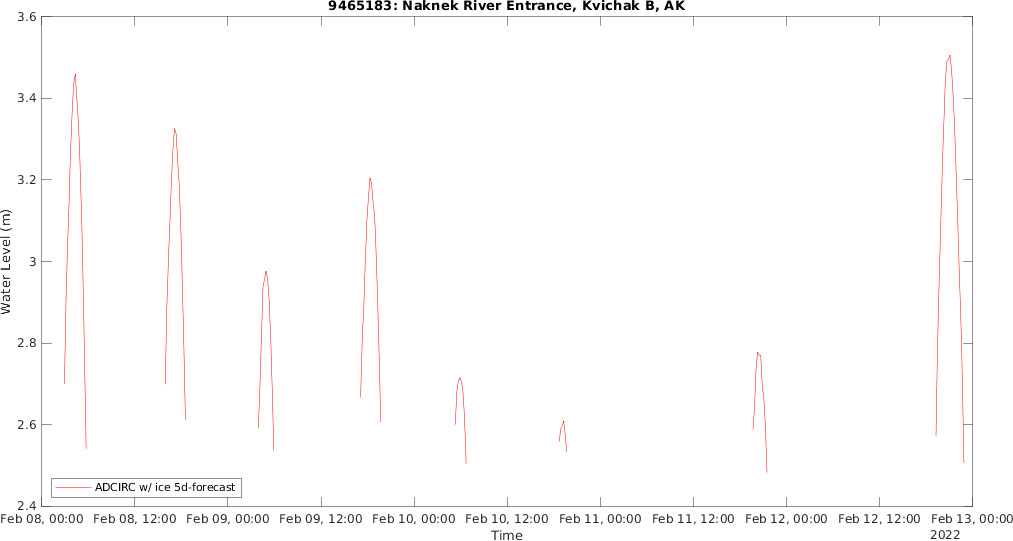 9465183: Naknek River Entrance, Kvichak B, AK
Water Level (m)
3.6
3.4
3.2
3
2.8
2.6
2.4
ADCIRC w/ ice 5d-forecast
Feb 08, 00:00 Feb 08, 12:00 Feb 09, 00:00 Feb 09, 12:00 Feb 10, 00:00 Feb 10, 12:00 Feb 11, 00:00 Feb 11, 12:00 Feb 12, 00:00 Feb 12, 12:00 Feb 13, 00:00
Time
2022